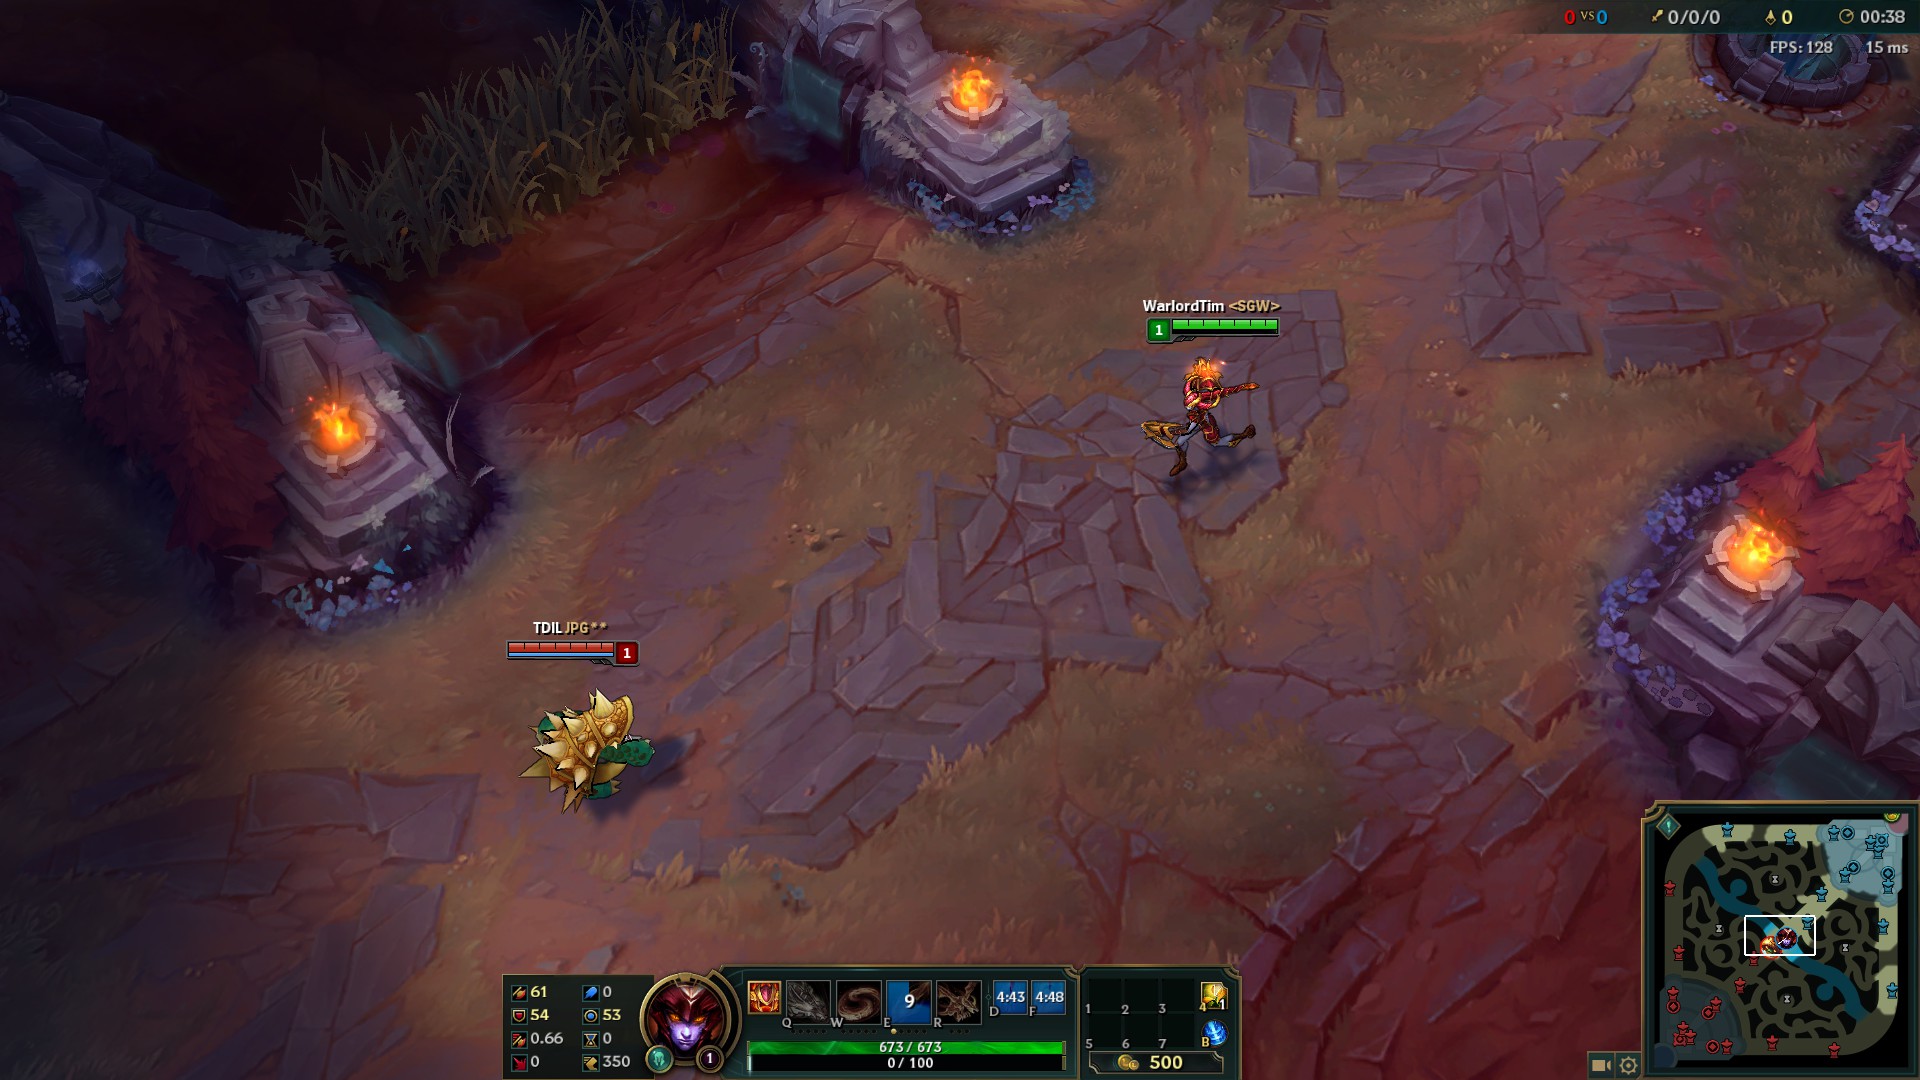 0 VS 0 0/0/0 0 00:38
FPS: 128 15 ms
WarlordTim <SGW>
1
TDIL JPG**
1
61 0
54 53
0.66 0
0 350
1
Q W E R
9
4:43 4:48
D F
673 / 673
0 / 100
1 2 3 4 1
5 6 7 B
500